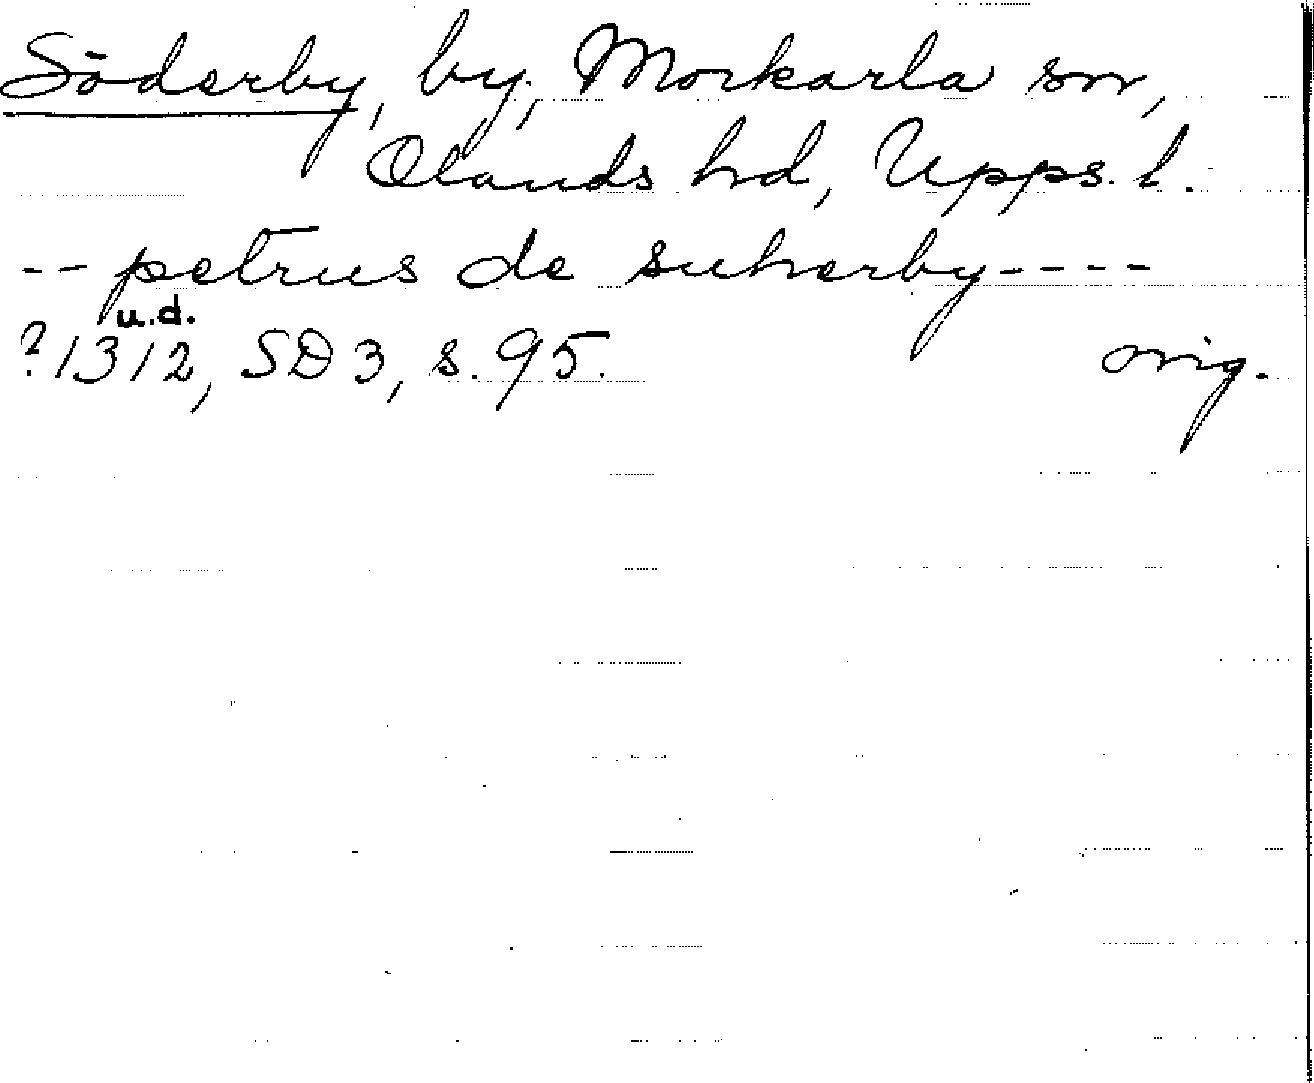 Söderby, by, Morkarla sn,
Olands hd, Upps. l.
-- petrus de suherby----
u.d.
?1312, SD 3, s. 95. orig.